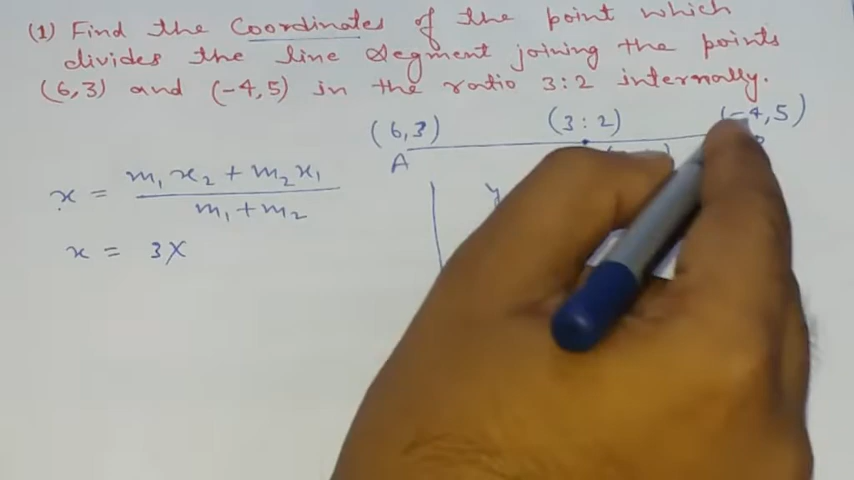 (1) Find the Coordinates of the point which
divides the line segment joining the points
(6,3) and (-4,5) in the ratio 3:2 internally.
(6,3) (3:2) (-4,5)
A
x = m₁x₂ + m₂x₁ / m₁ + m₂
y
x = 3X